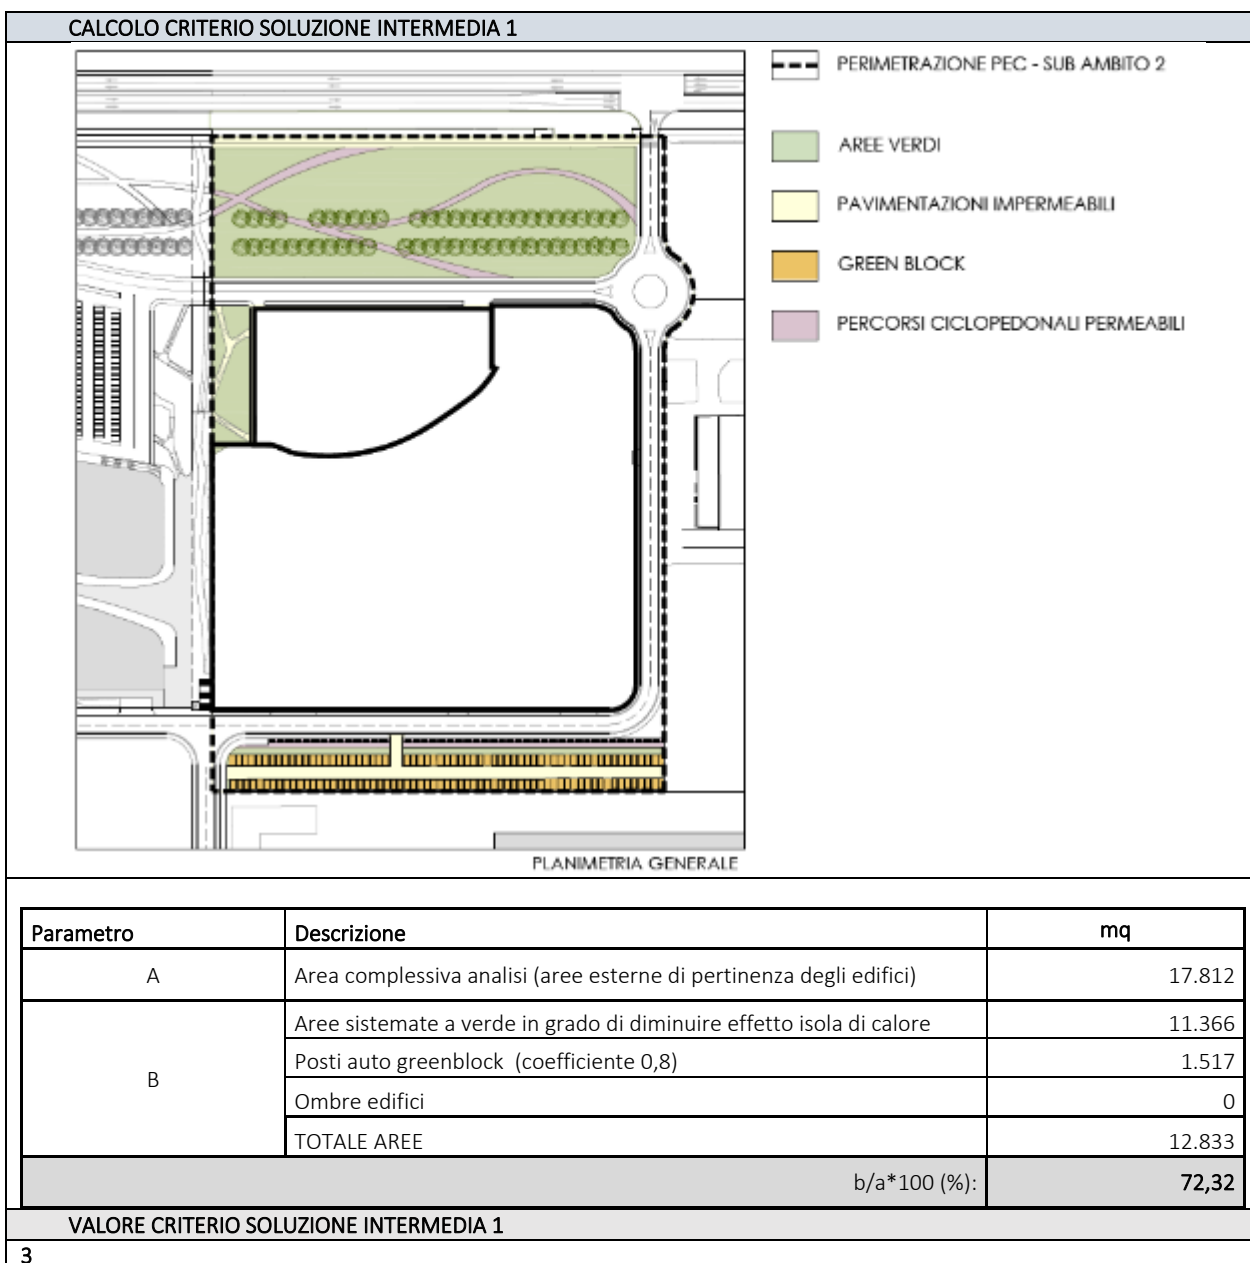 CALCOLO CRITERIO SOLUZIONE INTERMEDIA 1
PERIMETRAZIONE PEC - SUB AMBITO 2
AREE VERDI
PAVIMENTAZIONI IMPERMEABILI
GREEN BLOCK
PERCORSI CICLOPEDONALI PERMEABILI
PLANIMETRIA GENERALE
Parametro Descrizione mq
A Area complessiva analisi (aree esterne di pertinenza degli edifici) 17.812
B
Aree sistemate a verde in grado di diminuire effetto isola di calore 11.366
Posti auto greenblock (coefficiente 0,8) 1.517
Ombre edifici 0
TOTALE AREE 12.833
b/a*100 (%): 72,32
VALORE CRITERIO SOLUZIONE INTERMEDIA 1
3